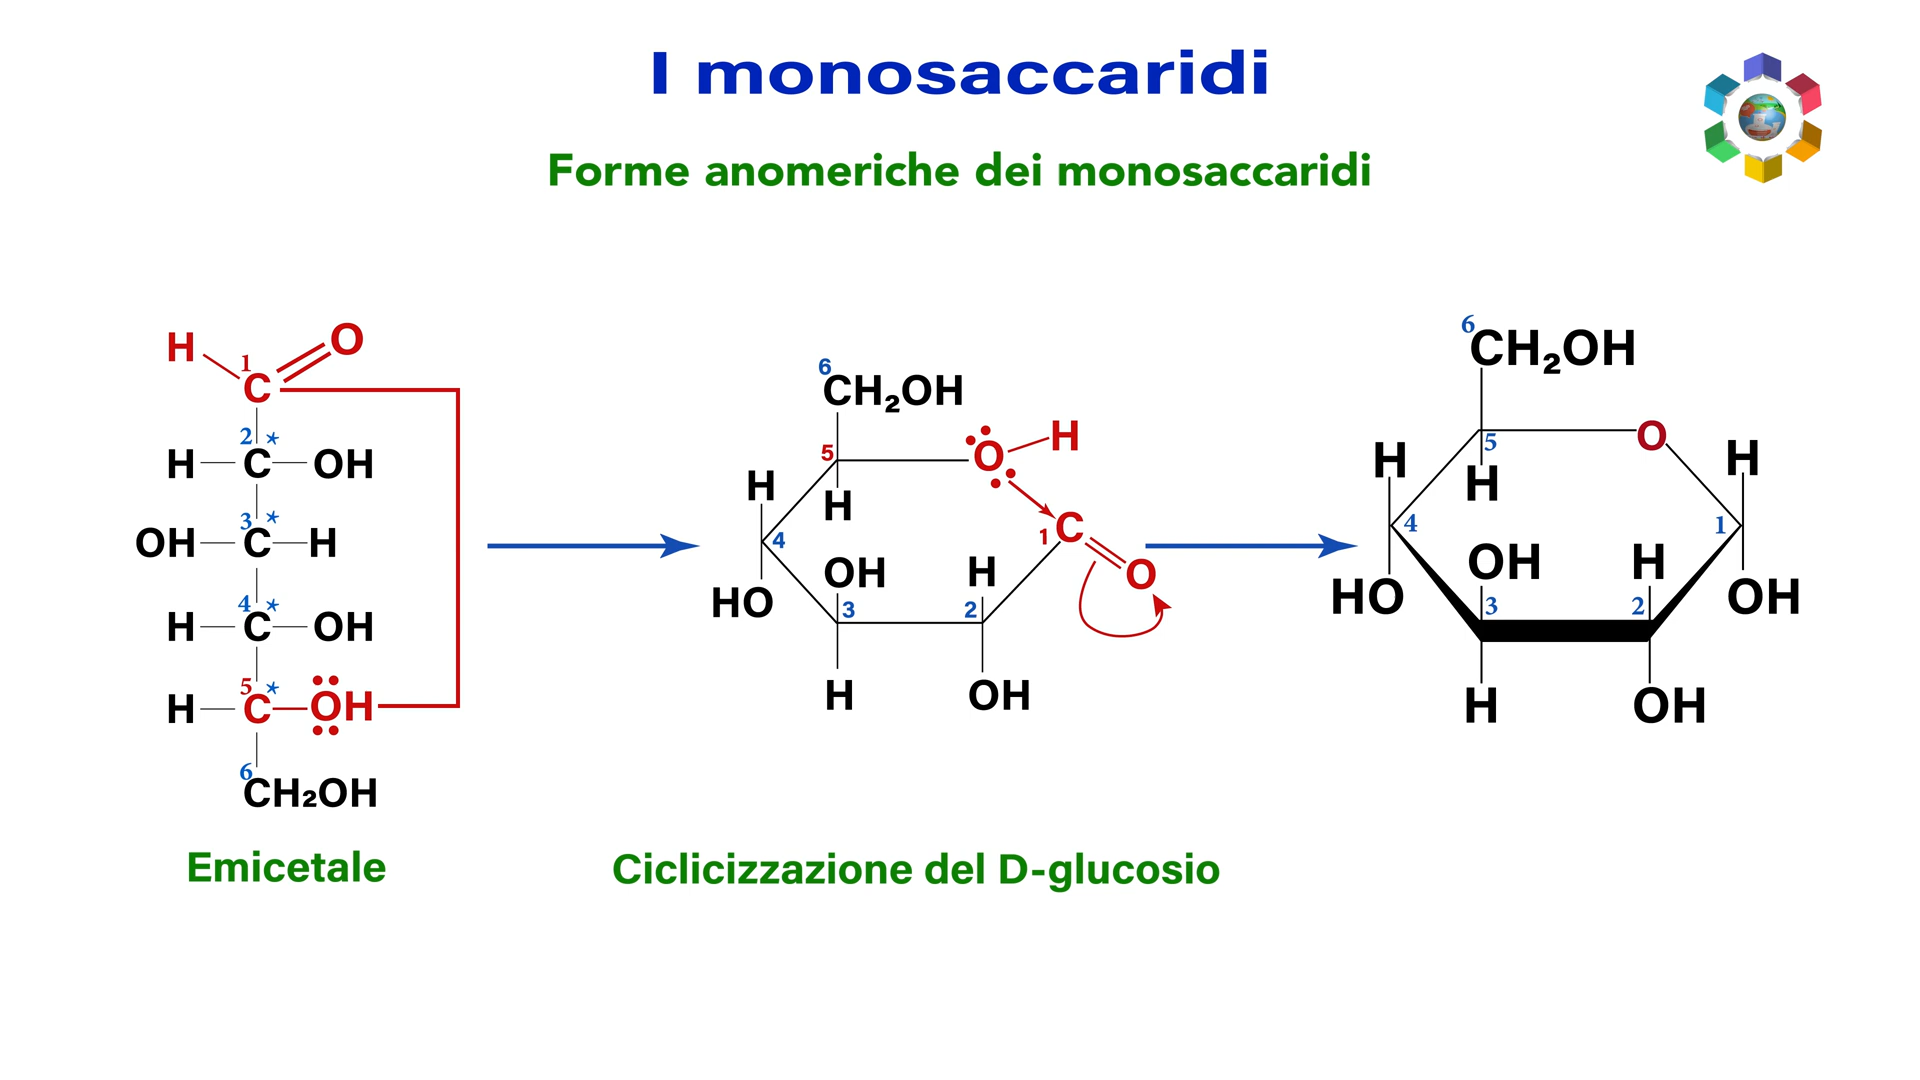 I monosaccaridi
Forme anomeriche dei monosaccaridi
H O
1
C
2 *
H C OH
3 *
OH C H
4 *
H C OH
5 *
H C OH
6
CH₂OH
Emicetale
6
CH₂OH
5 O H
H H
4 1 C
OH H O
HO 3 2
H OH
Ciclicizzazione del D-glucosio
6
CH₂OH
5 O
H H H
4 1
OH H
HO 3 2 OH
H OH